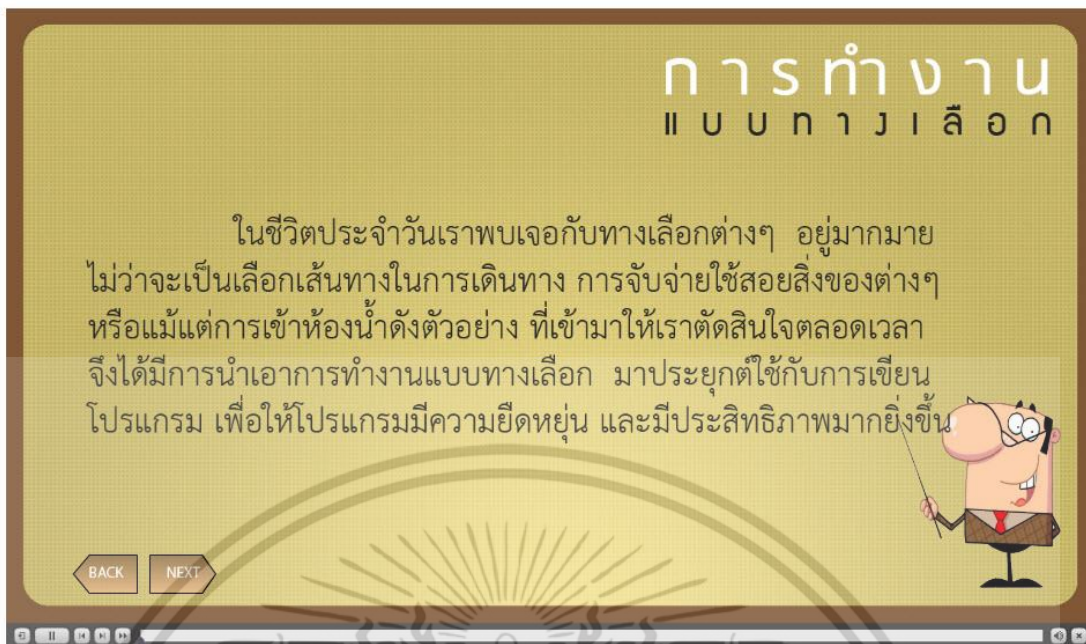 การทำงาน
แบบทางเลือก
ในชีวิตประจำวันเราพบเจอกับทางเลือกต่างๆ อยู่มากมาย
ไม่ว่าจะเป็นเลือกเส้นทางในการเดินทาง การจับจ่ายใช้สอยสิ่งของต่างๆ
หรือแม้แต่การเข้าห้องน้ำดังตัวอย่าง ที่เข้ามาให้เราตัดสินใจตลอดเวลา
จึงได้มีการนำเอาการทำงานแบบทางเลือก มาประยุกต์ใช้กับการเขียน
โปรแกรม เพื่อให้โปรแกรมมีความยืดหยุ่น และมีประสิทธิภาพมากยิ่งขึ้น
BACK NEXT